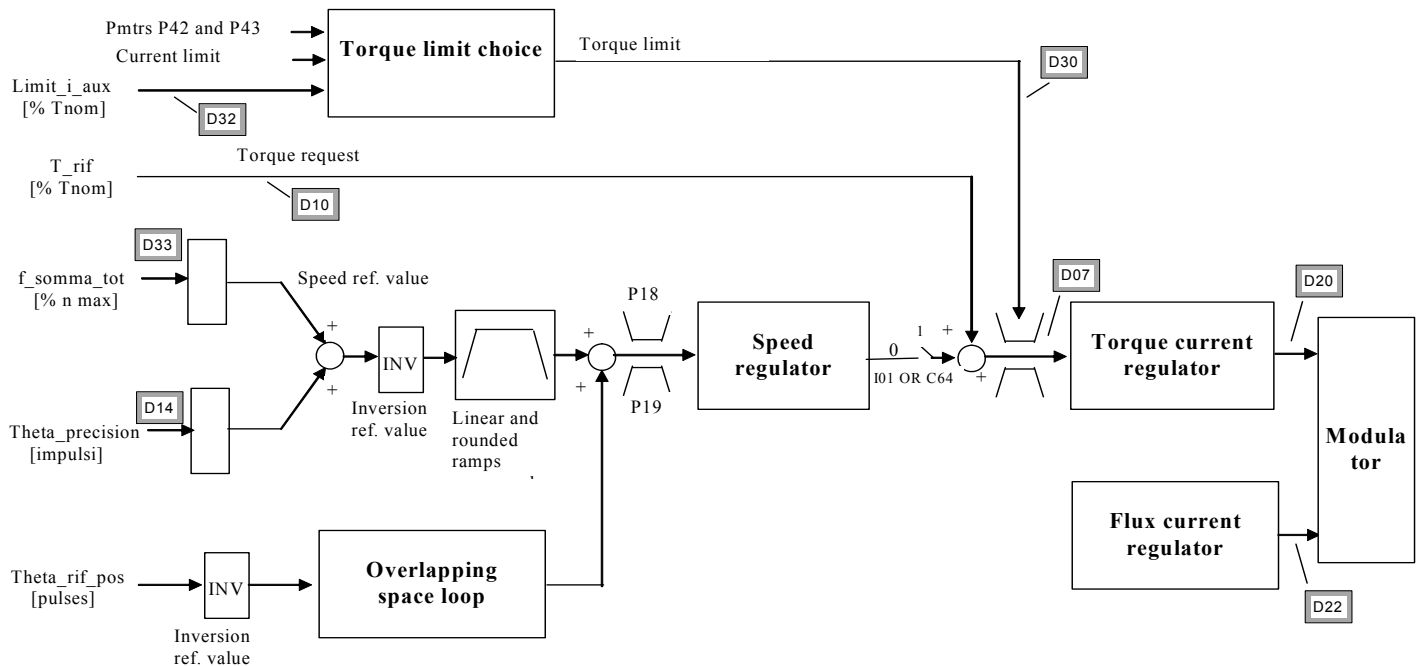 Pmtrs P42 and P43
Current limit
Limit_i_aux
[% Tnom]
D32
Torque limit choice
Torque limit
D30
T_rif
[% Tnom]
Torque request
D10
D33
f_somma_tot
[% n max]
Speed ref. value
+
+
D14
Theta_precision
[impulsi]
INV
Inversion
ref. value
Linear and
rounded
ramps
+
+
P18
P19
Speed
regulator
0
1
I01 OR C64
+
+
D07
Torque current
regulator
D20
Modula
tor
Flux current
regulator
D22
Theta_rif_pos
[pulses]
INV
Inversion
ref. value
Overlapping
space loop